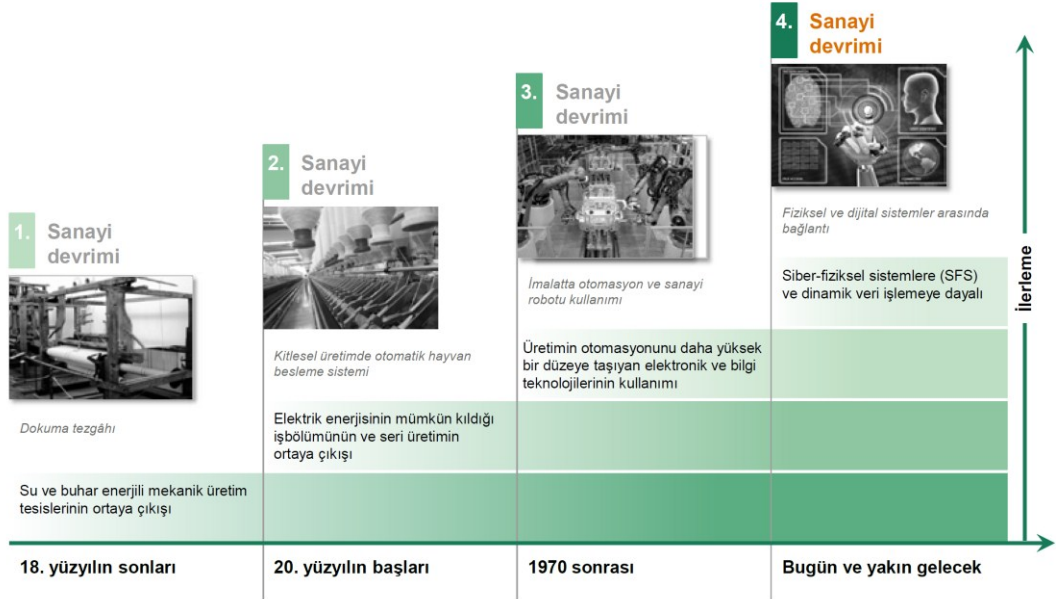 1. Sanayi
devrimi
Dokuma tezgâhı
Su ve buhar enerjili mekanik üretim
tesislerinin ortaya çıkışı
18. yüzyılın sonları
2. Sanayi
devrimi
Kitlesel üretimde otomatik hayvan
besleme sistemi
Elektrik enerjisinin mümkün kıldığı
işbölümünün ve seri üretimin
ortaya çıkışı
20. yüzyılın başları
3. Sanayi
devrimi
İmalatta otomasyon ve sanayi
robotu kullanımı
Üretimin otomasyonunu daha yüksek
bir düzeye taşıyan elektronik ve bilgi
teknolojilerinin kullanımı
1970 sonrası
4. Sanayi
devrimi
Fiziksel ve dijital sistemler arasında
bağlantı
Siber-fiziksel sistemlere (SFS)
ve dinamik veri işlemeye dayalı
Bugün ve yakın gelecek
İlerleme